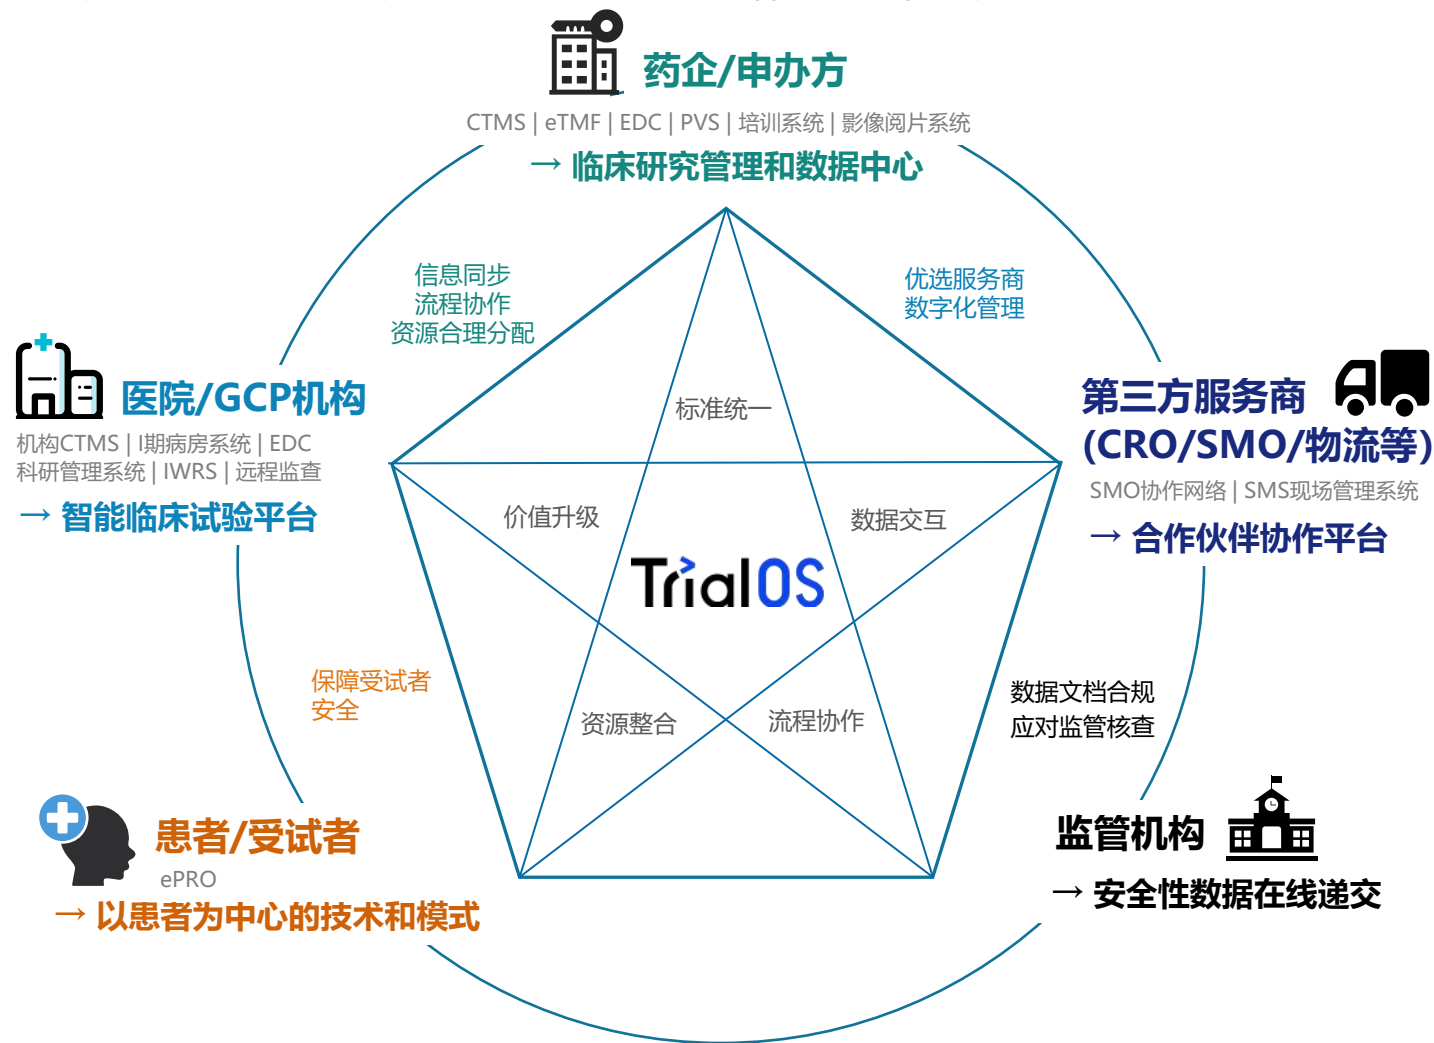 药企/申办方
CTMS | eTMF | EDC | PVS | 培训系统 | 影像阅片系统
→ 临床研究管理和数据中心
信息同步
流程协作
资源合理分配
优选服务商
数字化管理
医院/GCP机构
机构CTMS | I期病房系统 | EDC
科研管理系统 | IWRS | 远程监查
→ 智能临床试验平台
第三方服务商
(CRO/SMO/物流等)
SMO协作网络 | SMS现场管理系统
→ 合作伙伴协作平台
标准统一
价值升级
数据交互
TrialOS
资源整合
流程协作
保障受试者
安全
数据文档合规
应对监管核查
患者/受试者
ePRO
→ 以患者为中心的技术和模式
监管机构
→ 安全性数据在线递交